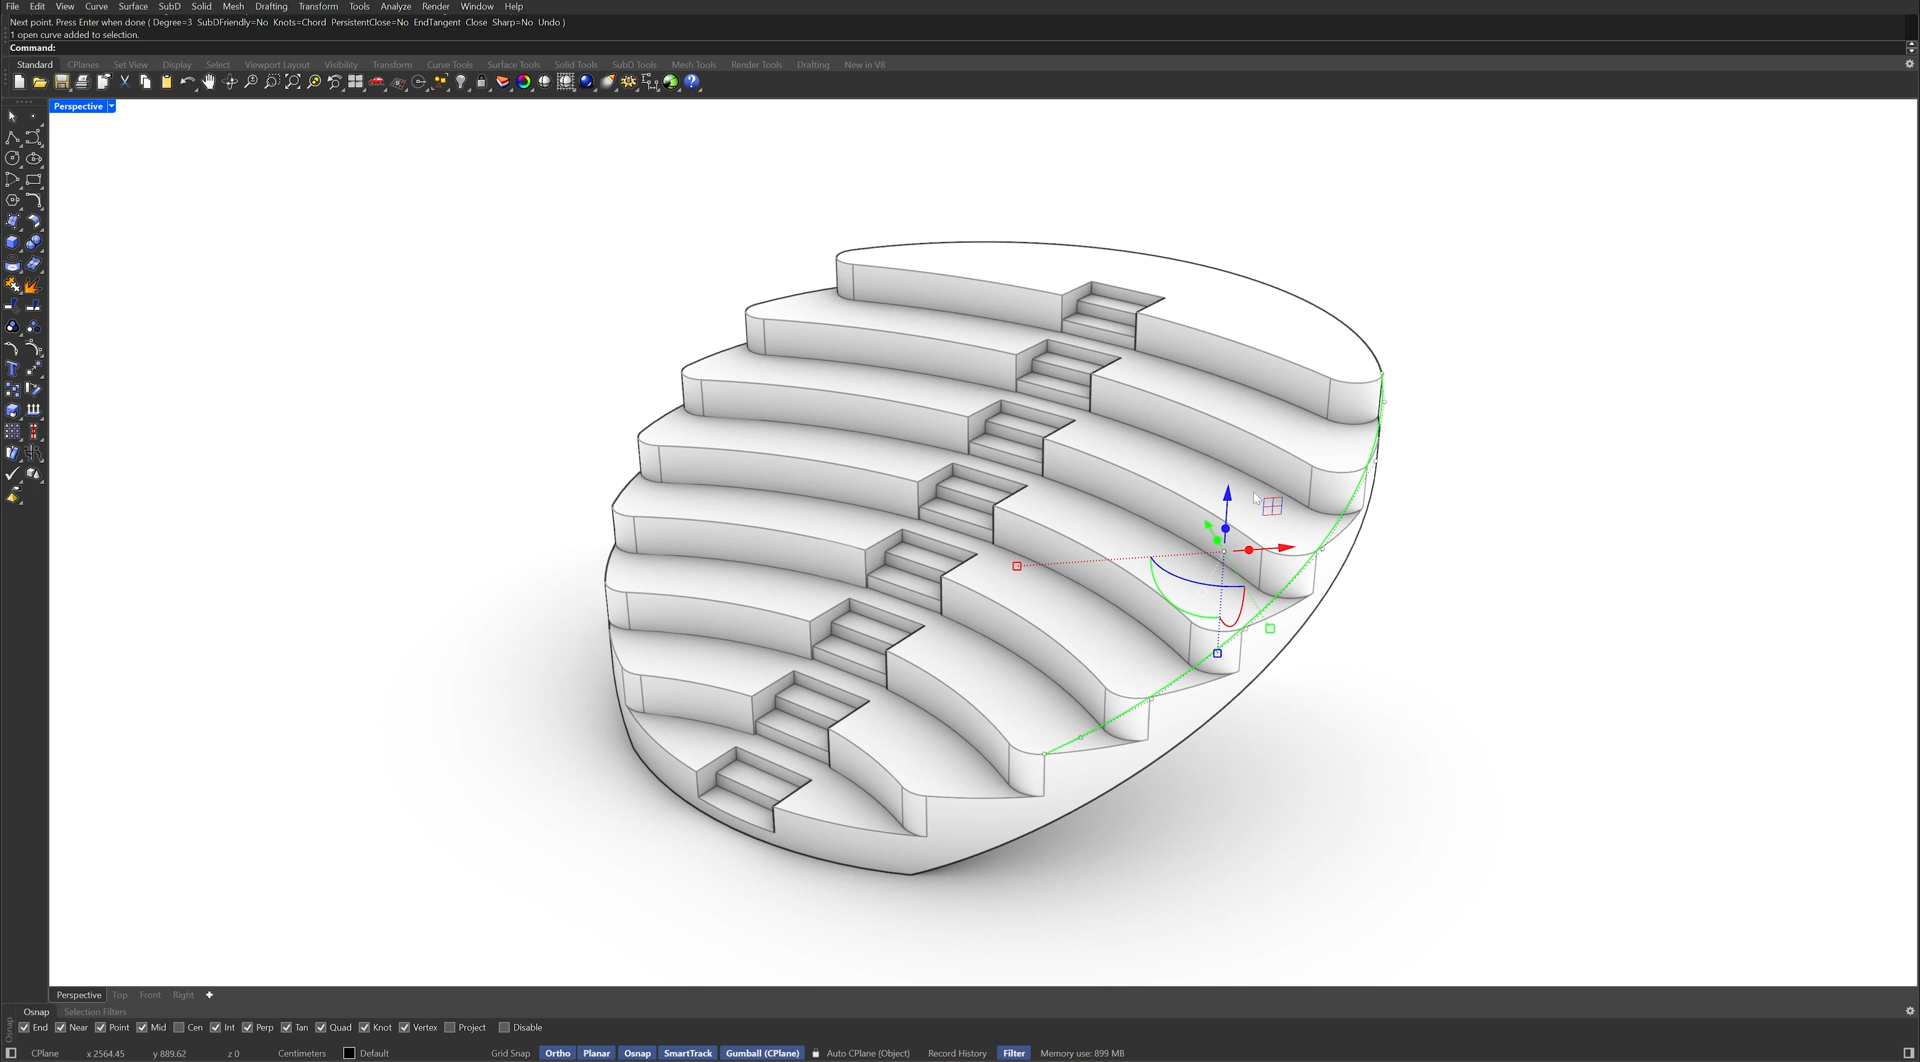 File Edit View Curve Surface SubD Solid Mesh Drafting Transform Tools Analyze Render Window Help
Next point. Press Enter when done ( Degree=3 SubDFriendly=No Knots=Chord PersistentClose=No EndTangent Close Sharp=No Undo )
1 open curve added to selection.
Command:
Standard CPlanes Set View Display Select Viewport Layout Visibility Transform Curve Tools Surface Tools Solid Tools SubD Tools Mesh Tools Render Tools Drafting New in V8
Perspective
Perspective Top Front Right
Osnap Selection Filters
Osnap
End Near Point Mid Cen Int Perp Tan Quad Knot Vertex Project Disable
CPlane x 2564.45 y 889.62 z 0 Centimeters Default Grid Snap Ortho Planar Osnap SmartTrack Gumball (CPlane) Auto CPlane (Object) Record History Filter Memory use: 899 MB